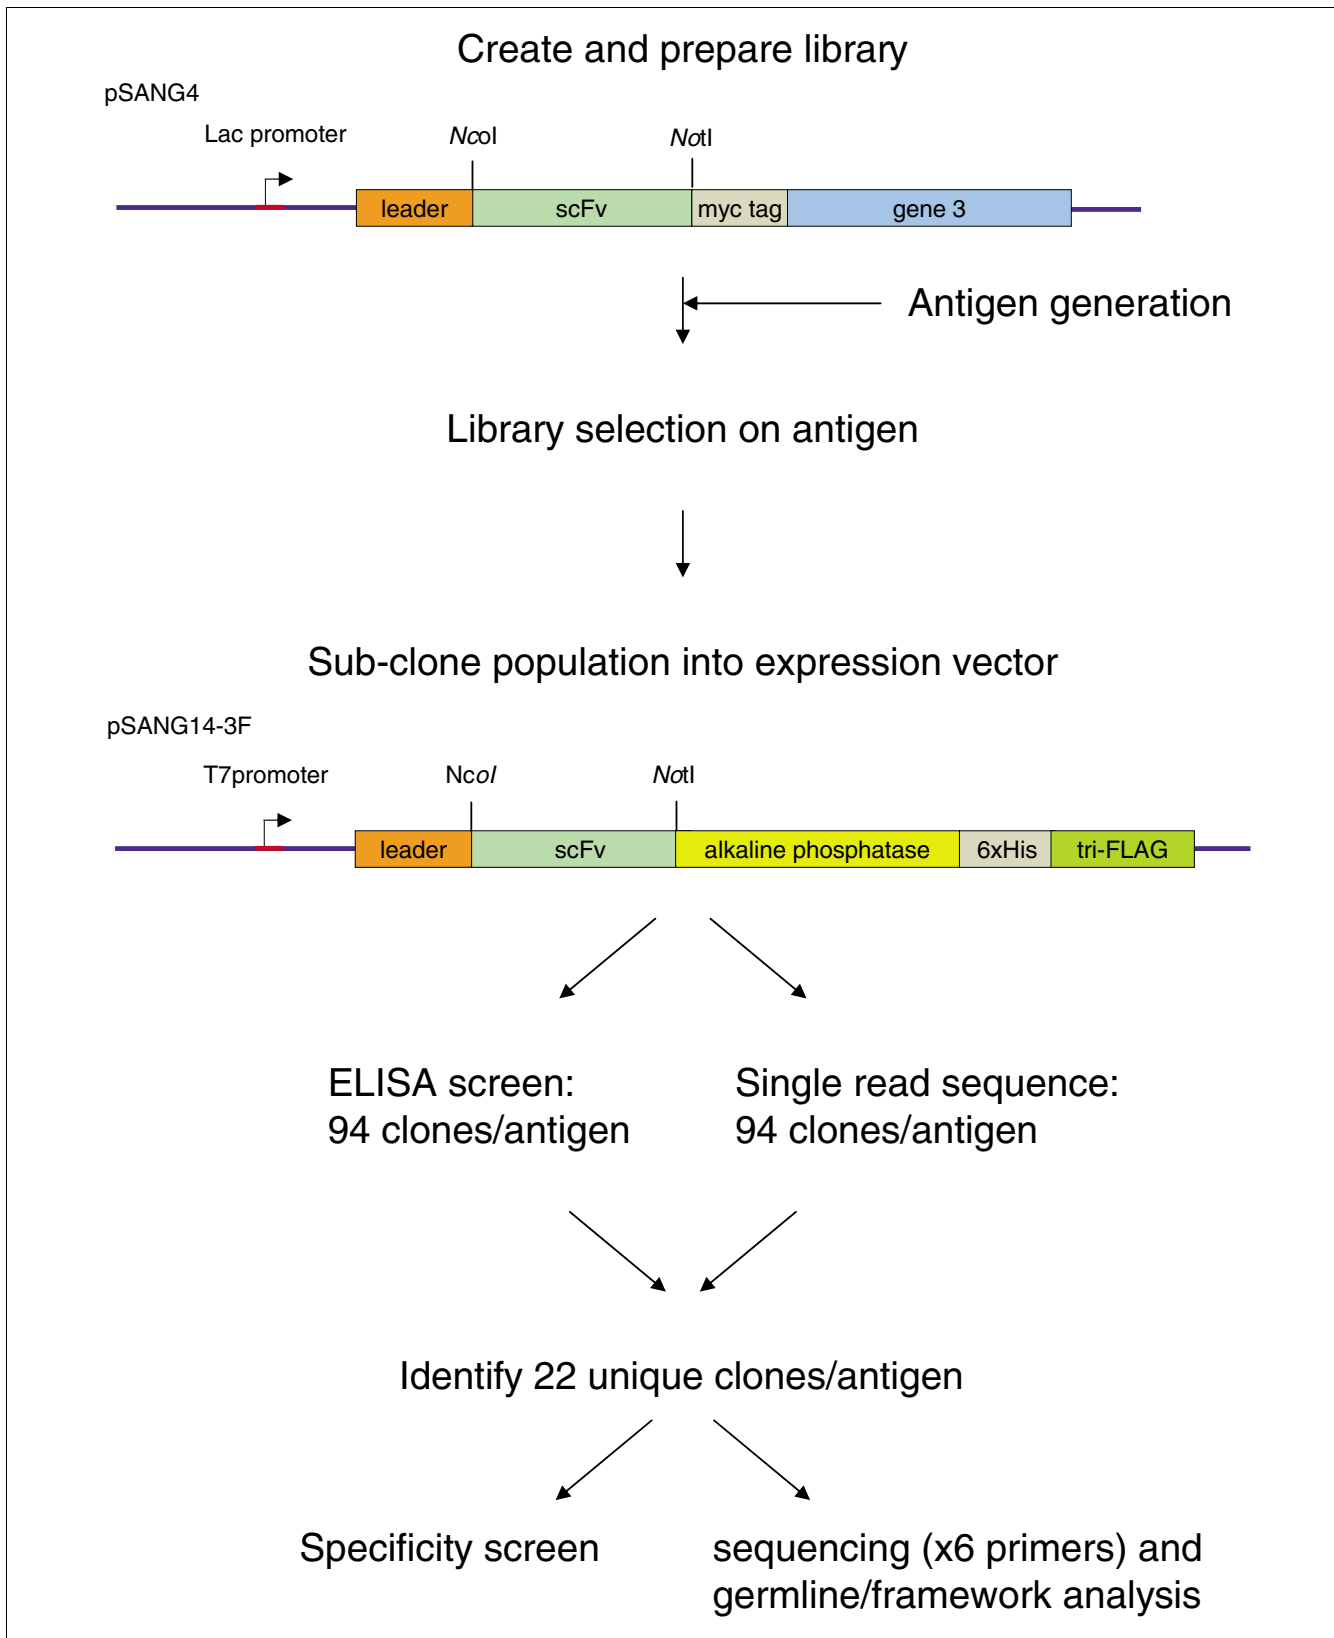 Create and prepare library
pSANG4
Lac promoter
NcoI
NotI
leader
scFv
myc tag
gene 3
Antigen generation
Library selection on antigen
Sub-clone population into expression vector
pSANG14-3F
T7promoter
NcoI
NotI
leader
scFv
alkaline phosphatase
6xHis
tri-FLAG
ELISA screen:
94 clones/antigen
Single read sequence:
94 clones/antigen
Identify 22 unique clones/antigen
Specificity screen
sequencing (x6 primers) and
germline/framework analysis